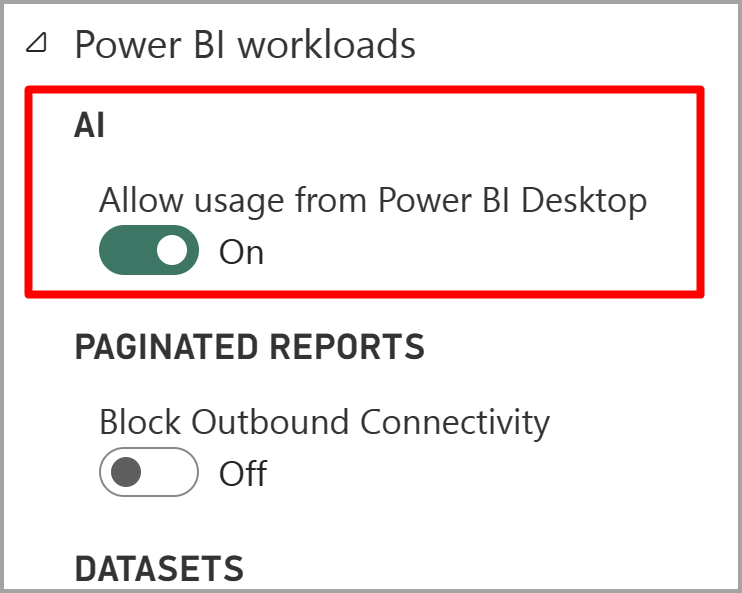 Power BI workloads
AI
Allow usage from Power BI Desktop
On
PAGINATED REPORTS
Block Outbound Connectivity
Off
DATASETS